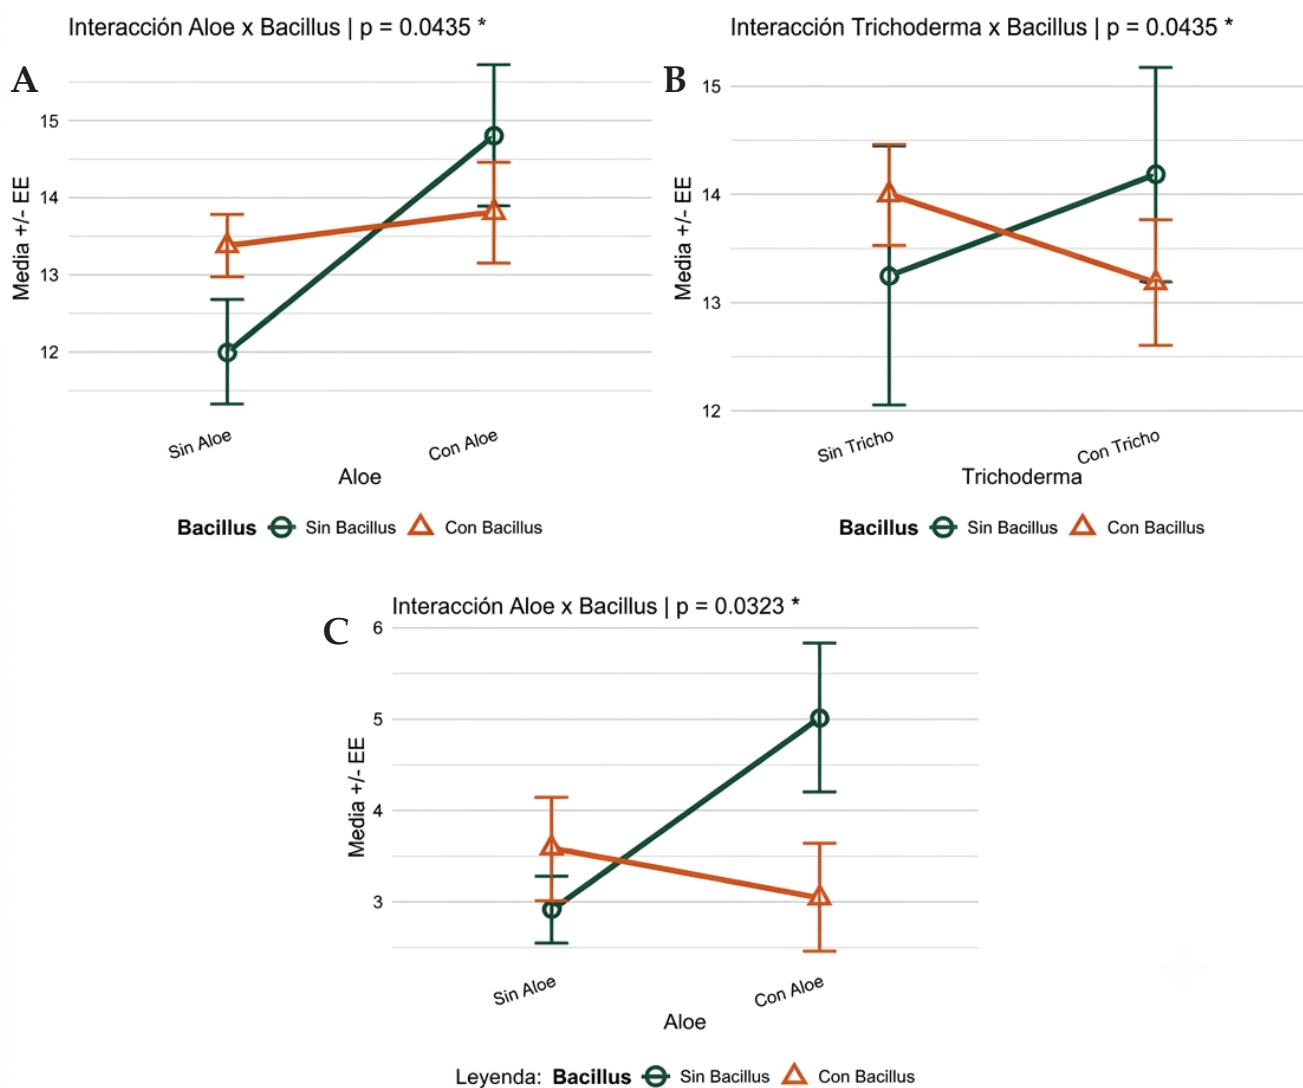 Interacción Aloe x Bacillus | p = 0.0435 *
A
15
14
13
12
Media +/- EE
Sin Aloe
Con Aloe
Aloe
Bacillus Sin Bacillus Con Bacillus
Interacción Trichoderma x Bacillus | p = 0.0435 *
B
15
14
13
12
Media +/- EE
Sin Tricho
Con Tricho
Trichoderma
Bacillus Sin Bacillus Con Bacillus
Interacción Aloe x Bacillus | p = 0.0323 *
C
6
5
4
3
Media +/- EE
Sin Aloe
Con Aloe
Aloe
Leyenda: Bacillus Sin Bacillus Con Bacillus